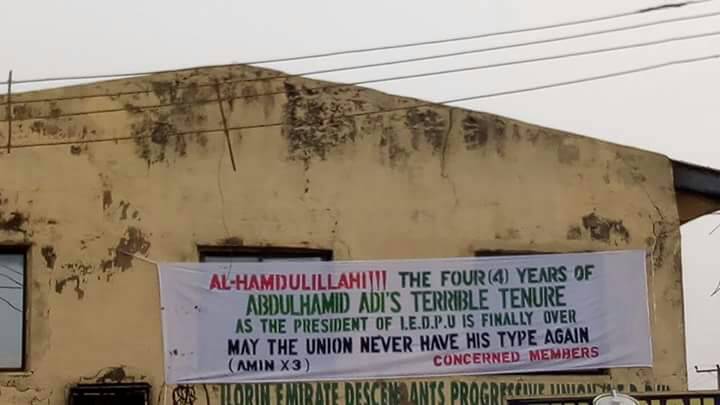 AL-HAMDULILLAHI!!! THE FOUR (4) YEARS OF
ABDULHAMID ADI'S TERRIBLE TENURE
AS THE PRESIDENT OF I.E.D.P.U IS FINALLY OVER
MAY THE UNION NEVER HAVE HIS TYPE AGAIN
(AMIN X3) CONCERNED MEMBERS
ILORIN EMIRATE DESCENDANTS PROGRESSIVE UNION